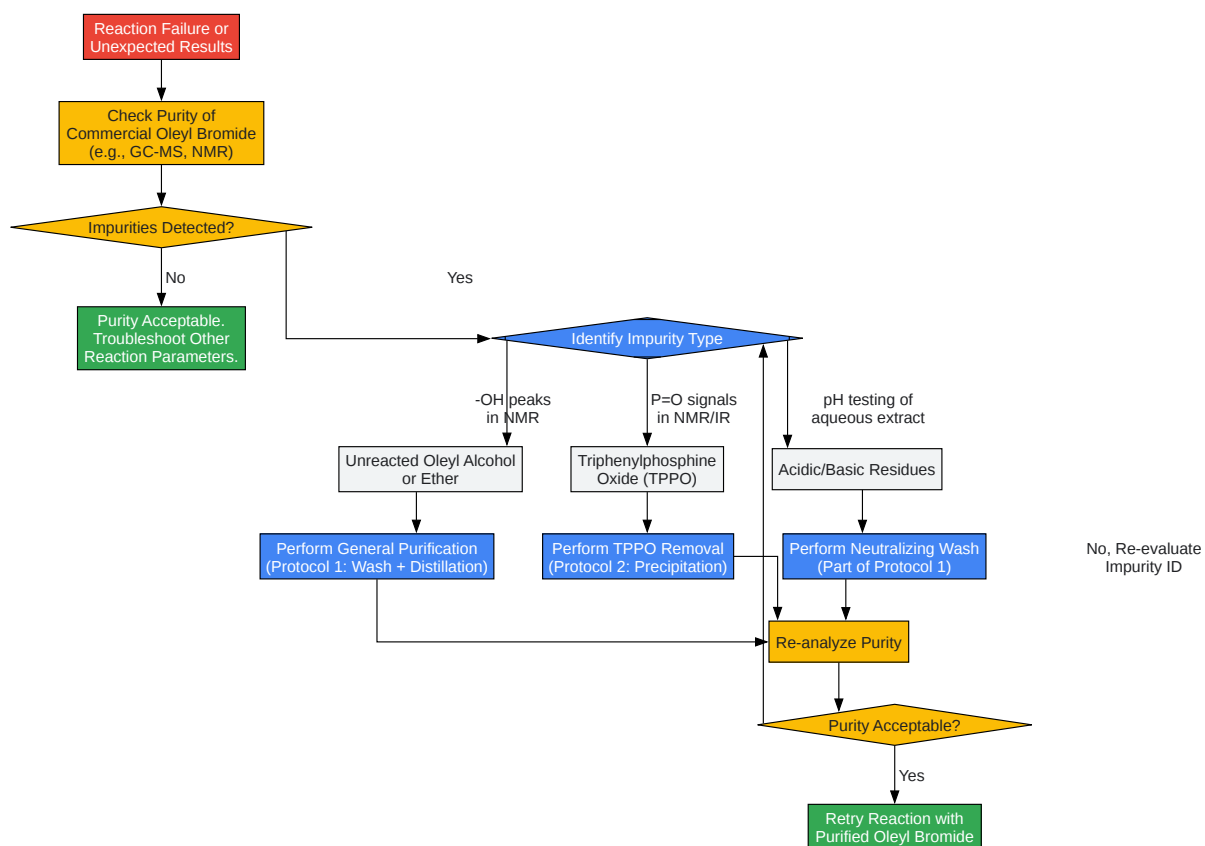 Reaction Failure or
Unexpected Results
Check Purity of
Commercial Oleyl Bromide
(e.g., GC-MS, NMR)
Impurities Detected?
No
Yes
Purity Acceptable.
Troubleshoot Other
Reaction Parameters.
Identify Impurity Type
-OH peaks
in NMR
P=O signals
in NMR/IR
pH testing of
aqueous extract
Unreacted Oleyl Alcohol
or Ether
Triphenylphosphine
Oxide (TPPO)
Acidic/Basic Residues
Perform General Purification
(Protocol 1: Wash + Distillation)
Perform TPPO Removal
(Protocol 2: Precipitation)
Perform Neutralizing Wash
(Part of Protocol 1)
No, Re-evaluate
Impurity ID
Re-analyze Purity
Purity Acceptable?
Yes
Retry Reaction with
Purified Oleyl Bromide